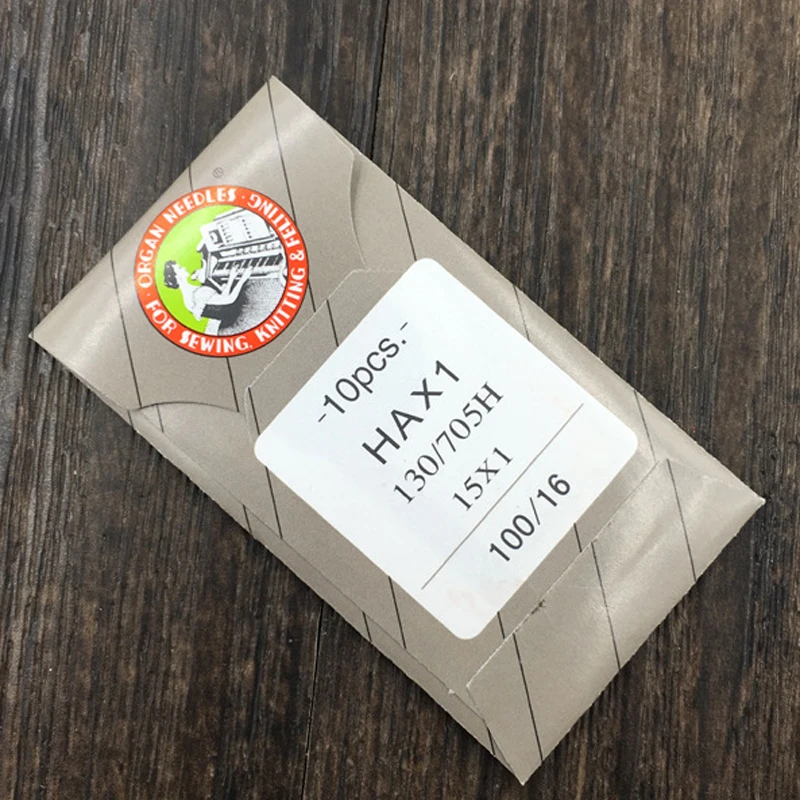 ®
ORGAN NEEDLES ·
FOR SEWING, KNITTING & FELTING ·
-10pcs.-
HAX1
130/705H
15X1
100/16